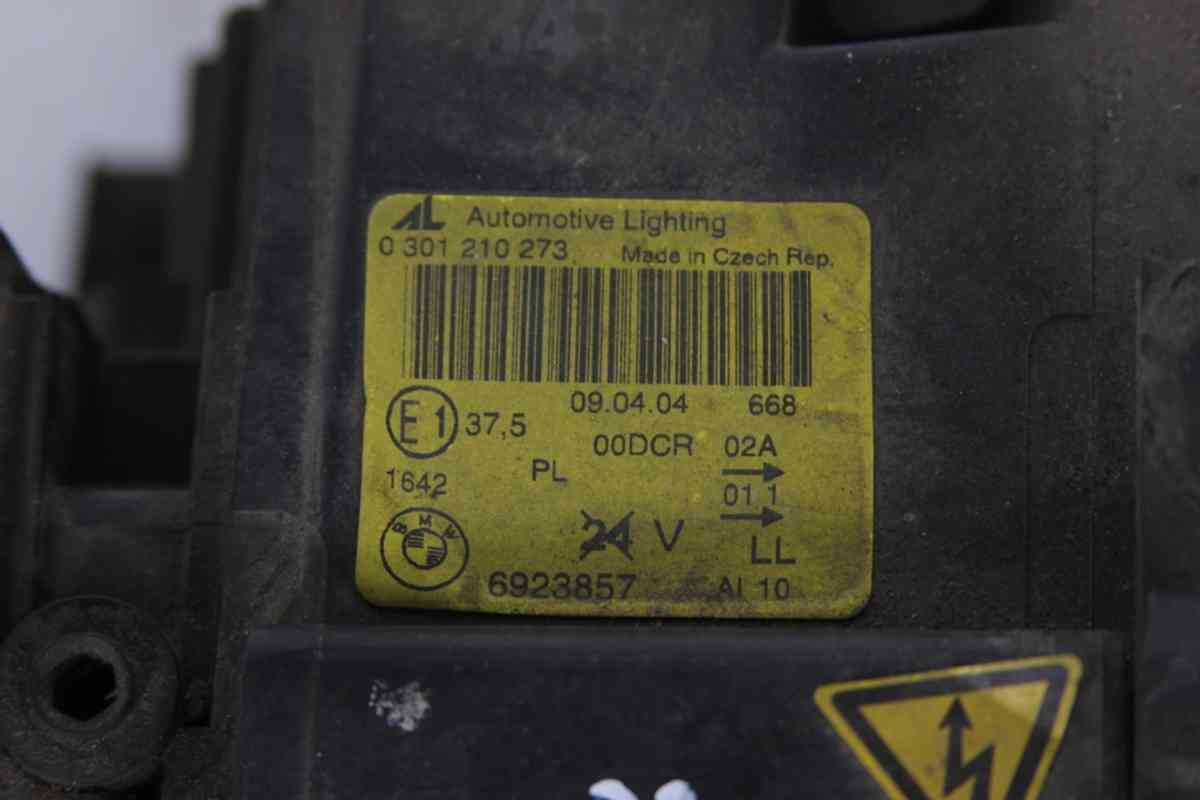 AL Automotive Lighting
0 301 210 273 Made in Czech Rep.
09.04.04 668
E1 37,5
00DCR 02A
1642 PL
01 1
BMW 24 V LL
6923857 AI 10